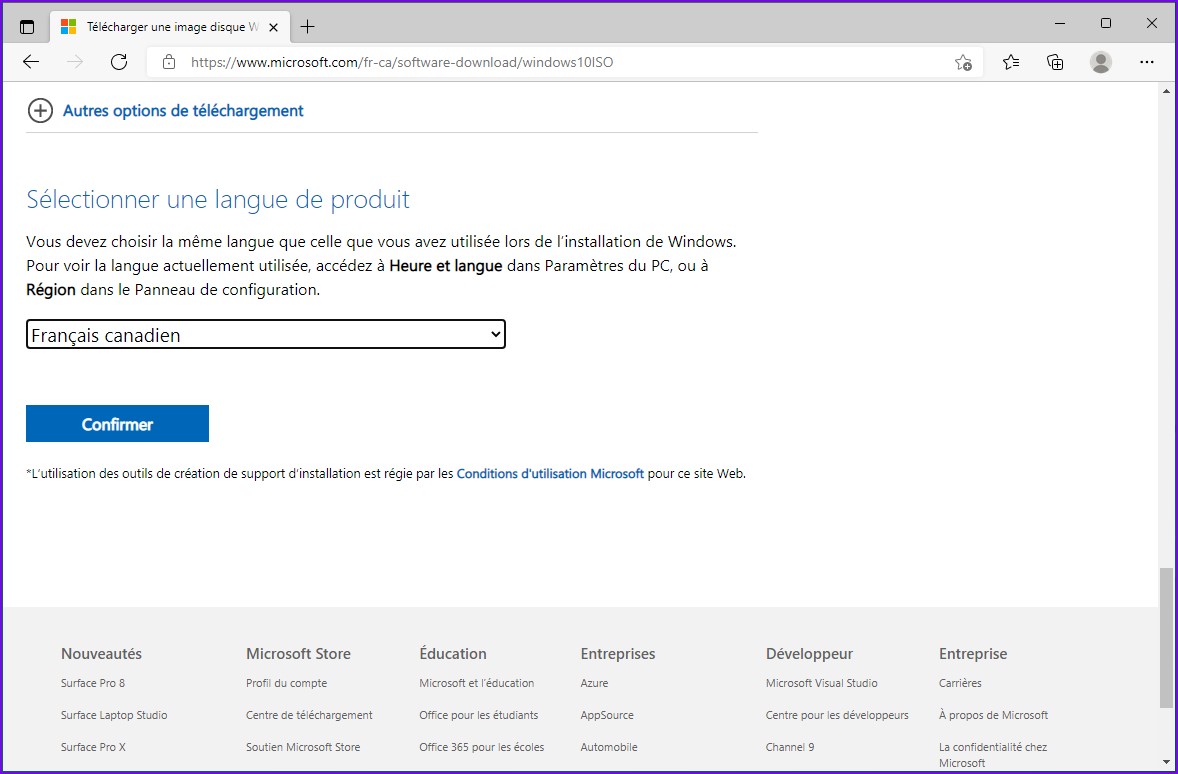 Télécharger une image disque W
https://www.microsoft.com/fr-ca/software-download/windows10ISO
Autres options de téléchargement
Sélectionner une langue de produit
Vous devez choisir la même langue que celle que vous avez utilisée lors de l'installation de Windows.
Pour voir la langue actuellement utilisée, accédez à Heure et langue dans Paramètres du PC, ou à
Région dans le Panneau de configuration.
Français canadien
Confirmer
*L'utilisation des outils de création de support d'installation est régie par les Conditions d'utilisation Microsoft pour ce site Web.
Nouveautés
Surface Pro 8
Surface Laptop Studio
Surface Pro X
Microsoft Store
Profil du compte
Centre de téléchargement
Soutien Microsoft Store
Éducation
Microsoft et l'éducation
Office pour les étudiants
Office 365 pour les écoles
Entreprises
Azure
AppSource
Automobile
Développeur
Microsoft Visual Studio
Centre pour les développeurs
Channel 9
Entreprise
Carrières
À propos de Microsoft
La confidentialité chez
Microsoft